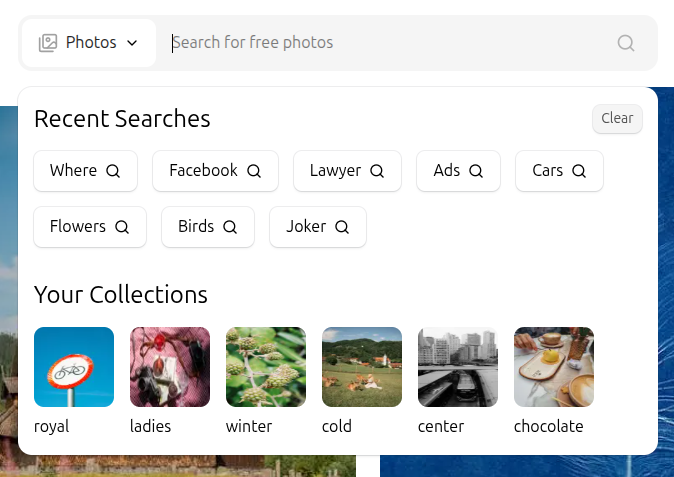 Photos Search for free photos
Recent Searches Clear
Where Facebook Lawyer Ads Cars
Flowers Birds Joker
Your Collections
royal ladies winter cold center chocolate